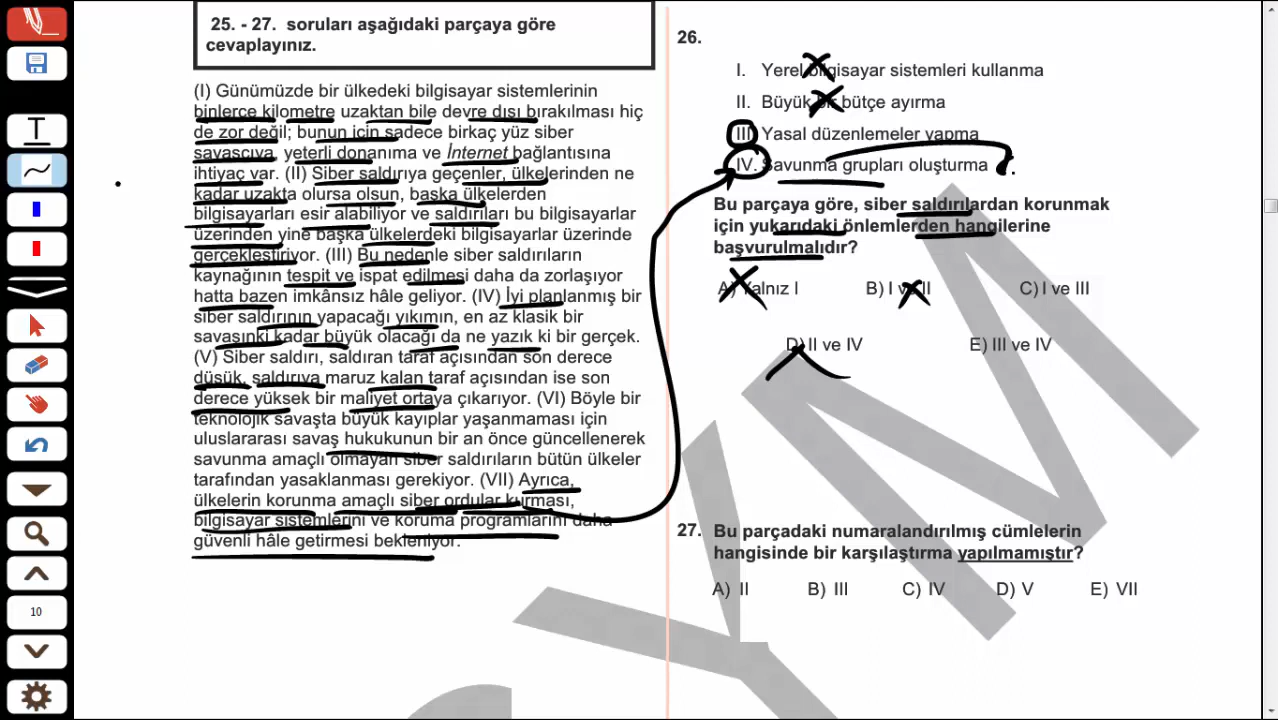 25. - 27. soruları aşağıdaki parçaya göre
cevaplayınız.
(I) Günümüzde bir ülkedeki bilgisayar sistemlerinin
binlerce kilometre uzaktan bile devre dışı bırakılması hiç
de zor değil; bunun için sadece birkaç yüz siber
savaşçıya, yeterli donanıma ve İnternet bağlantısına
ihtiyaç var. (II) Siber saldırıya geçenler, ülkelerinden ne
kadar uzakta olursa olsun, başka ülkelerden
bilgisayarları esir alabiliyor ve saldırıları bu bilgisayarlar
üzerinden yine başka ülkelerdeki bilgisayarlar üzerinde
gerçekleştiriyor. (III) Bu nedenle siber saldırıların
kaynağının tespit ve ispat edilmesi daha da zorlaşıyor
hatta bazen imkânsız hâle geliyor. (IV) İyi planlanmış bir
siber saldırının yapacağı yıkımın, en az klasik bir
savaşınki kadar büyük olacağı da ne yazık ki bir gerçek.
(V) Siber saldırı, saldıran taraf açısından son derece
düşük, saldırıya maruz kalan taraf açısından ise son
derece yüksek bir maliyet ortaya çıkarıyor. (VI) Böyle bir
teknolojik savaşta büyük kayıplar yaşanmaması için
uluslararası savaş hukukunun bir an önce güncellenerek
savunma amaçlı olmayan siber saldırıların bütün ülkeler
tarafından yasaklanması gerekiyor. (VII) Ayrıca,
ülkelerin korunma amaçlı siber ordular kurması,
bilgisayar sistemlerini ve koruma programlarını daha
güvenli hâle getirmesi bekleniyor.
26.
I. Yerel bilgisayar sistemleri kullanma
II. Büyük bir bütçe ayırma
III. Yasal düzenlemeler yapma
IV. Savunma grupları oluşturma
Bu parçaya göre, siber saldırılardan korunmak
için yukarıdaki önlemlerden hangilerine
başvurulmalıdır?
A) Yalnız I B) I ve II C) I ve III
D) II ve IV E) III ve IV
27. Bu parçadaki numaralandırılmış cümlelerin
hangisinde bir karşılaştırma yapılmamıştır?
A) II B) III C) IV D) V E) VII
T
10